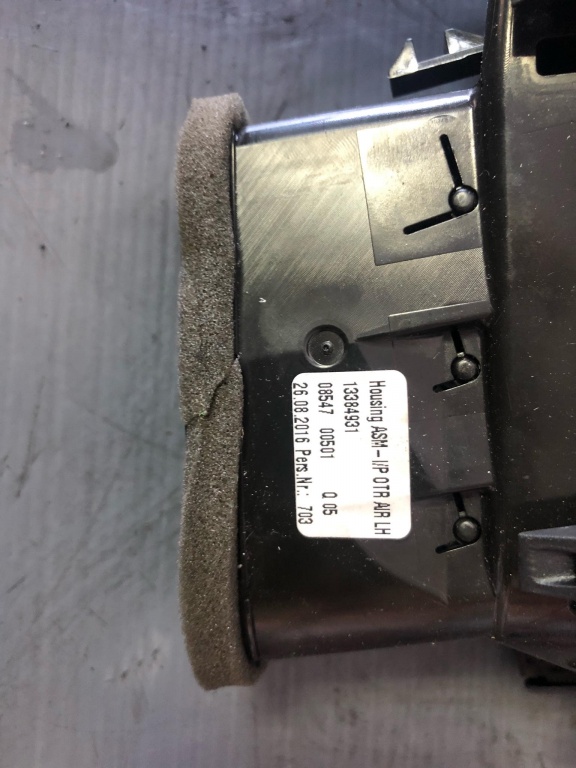 Housing ASM - I/P OTR AIR LH
13384931
08547 00501 Q 05
26.08.2016 Pers.Nr.: 703